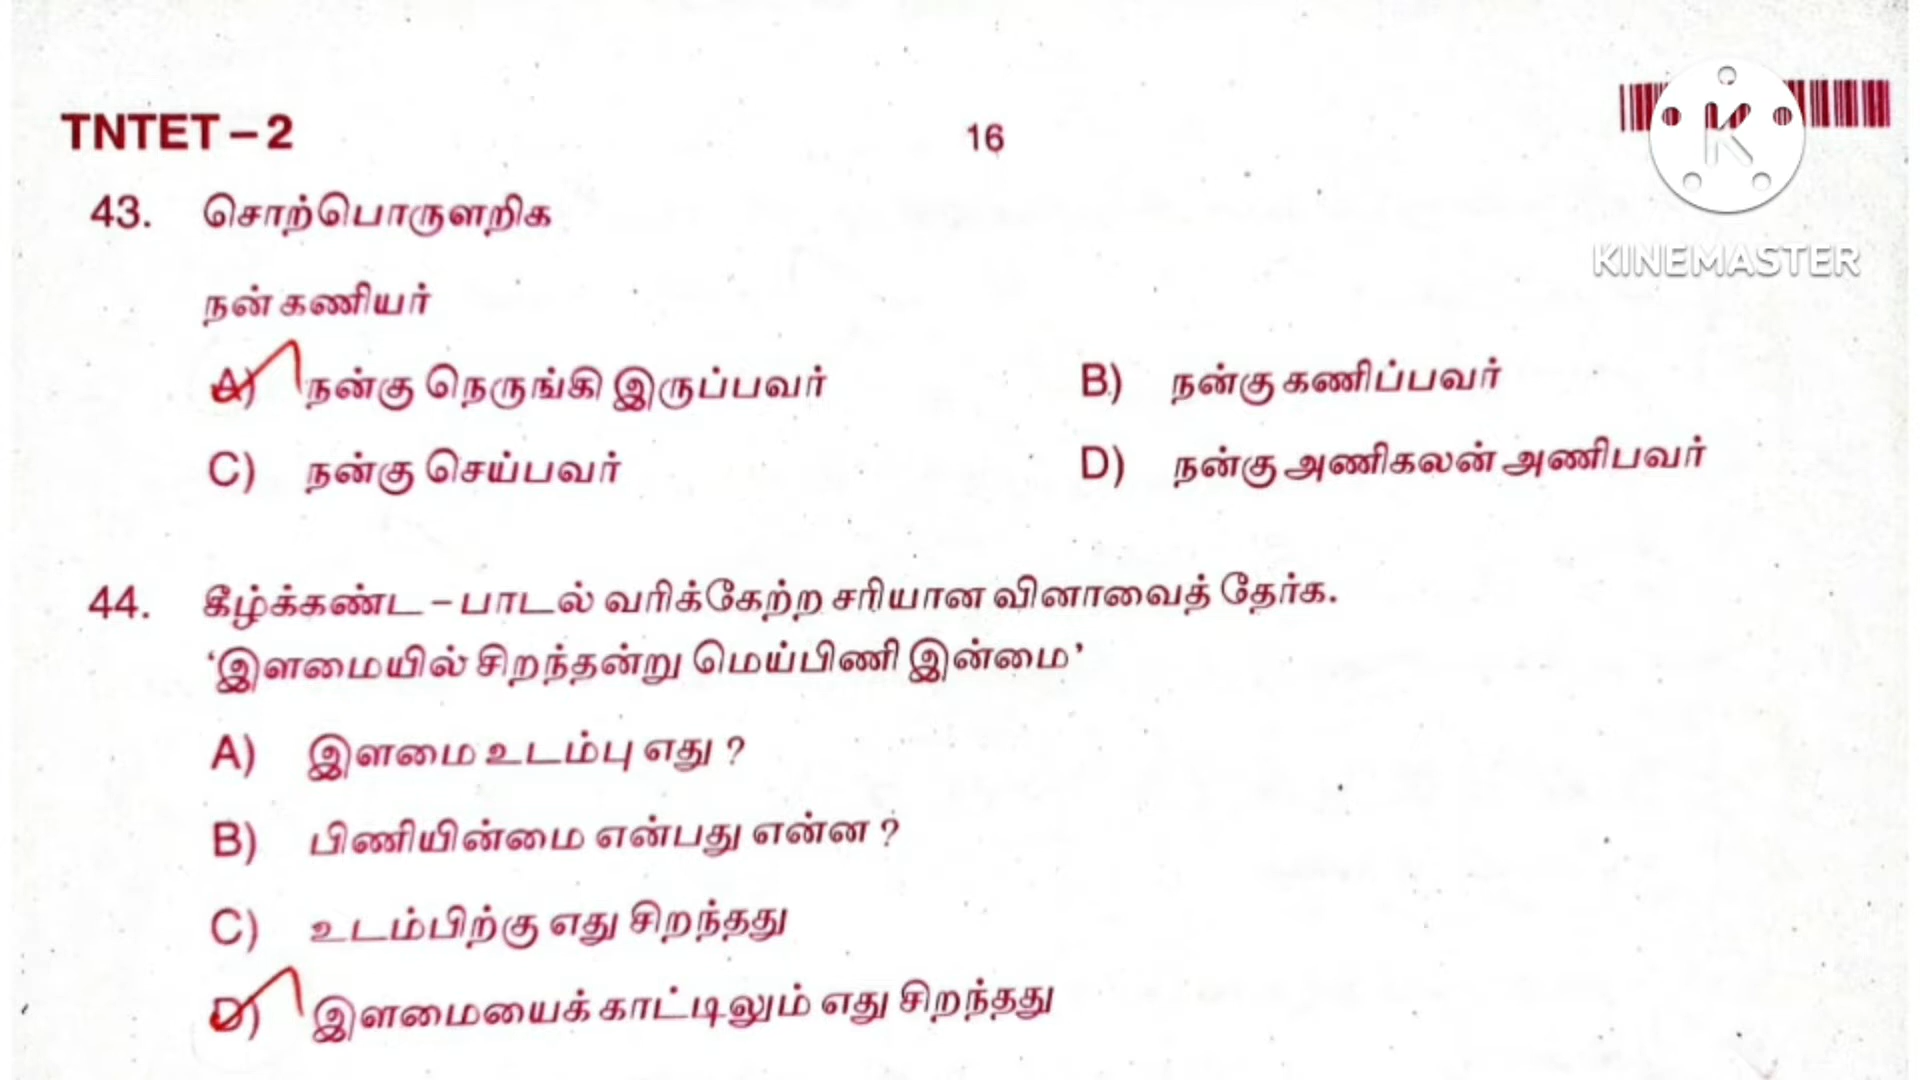 TNTET – 2
16
KINEMASTER
43. சொற்பொருளறிக
நன் கணியர்
A) நன்கு நெருங்கி இருப்பவர்
B) நன்கு கணிப்பவர்
C) நன்கு செய்பவர்
D) நன்கு அணிகலன் அணிபவர்
44. கீழ்க்கண்ட – பாடல் வரிக்கேற்ற சரியான வினாவைத் தேர்க.
‘இளமையில் சிறந்தன்று மெய்பிணி இன்மை’
A) இளமை உடம்பு எது ?
B) பிணியின்மை என்பது என்ன ?
C) உடம்பிற்கு எது சிறந்தது
D) இளமையைக் காட்டிலும் எது சிறந்தது